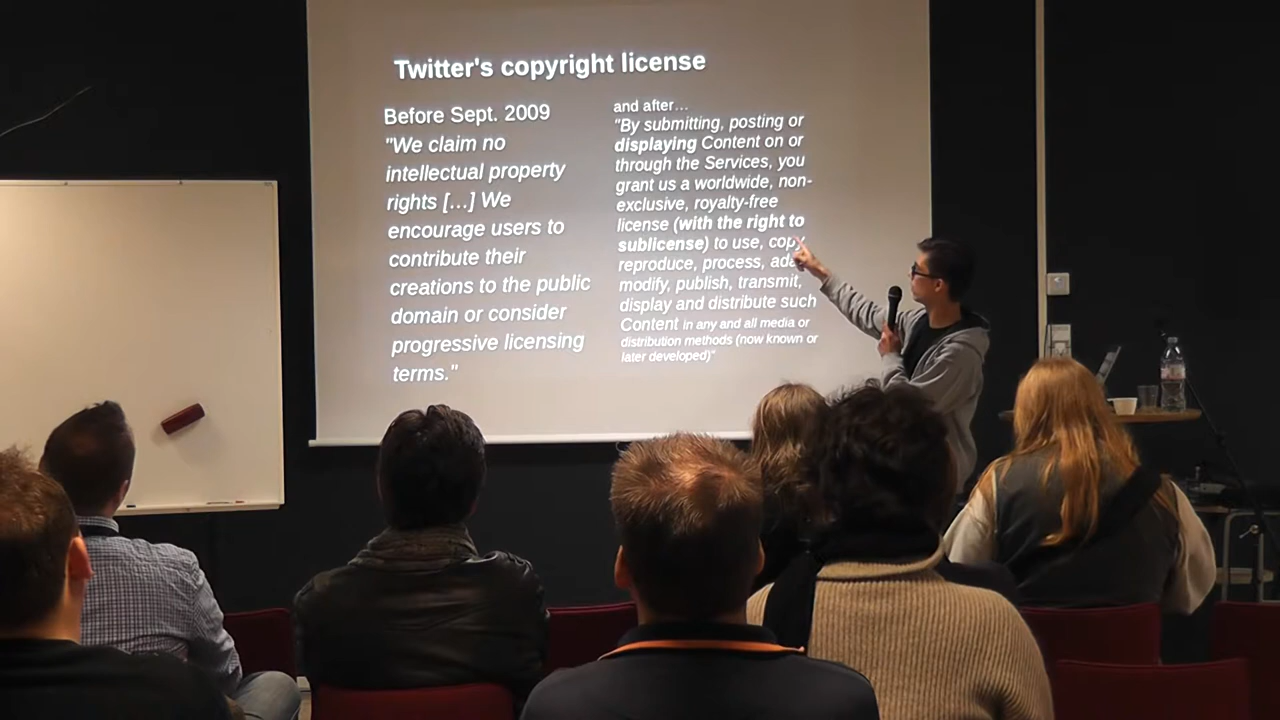 Twitter's copyright license
Before Sept. 2009
"We claim no
intellectual property
rights […] We
encourage users to
contribute their
creations to the public
domain or consider
progressive licensing
terms."
and after…
"By submitting, posting or
displaying Content on or
through the Services, you
grant us a worldwide, non-
exclusive, royalty-free
license (with the right to
sublicense) to use, copy
reproduce, process,
modify, publish, transmit,
display and distribute such
Content in any and all media or
distribution methods (now known or
later developed)"